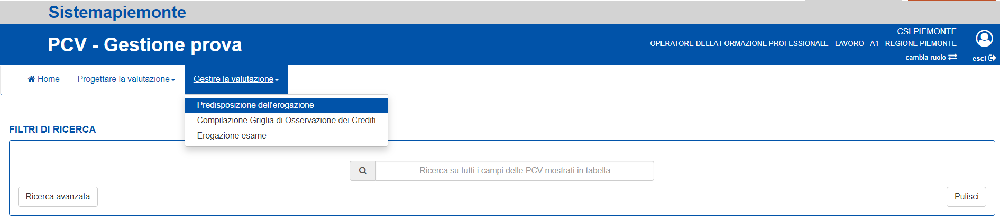 Sistemapiemonte
PCV - Gestione prova
CSI PIEMONTE
OPERATORE DELLA FORMAZIONE PROFESSIONALE - LAVORO - A1 - REGIONE PIEMONTE
cambia ruolo
esci
Home Progettare la valutazione Gestire la valutazione
Predisposizione dell'erogazione
Compilazione Griglia di Osservazione dei Crediti
Erogazione esame
FILTRI DI RICERCA
Ricerca su tutti i campi delle PCV mostrati in tabella
Ricerca avanzata Pulisci